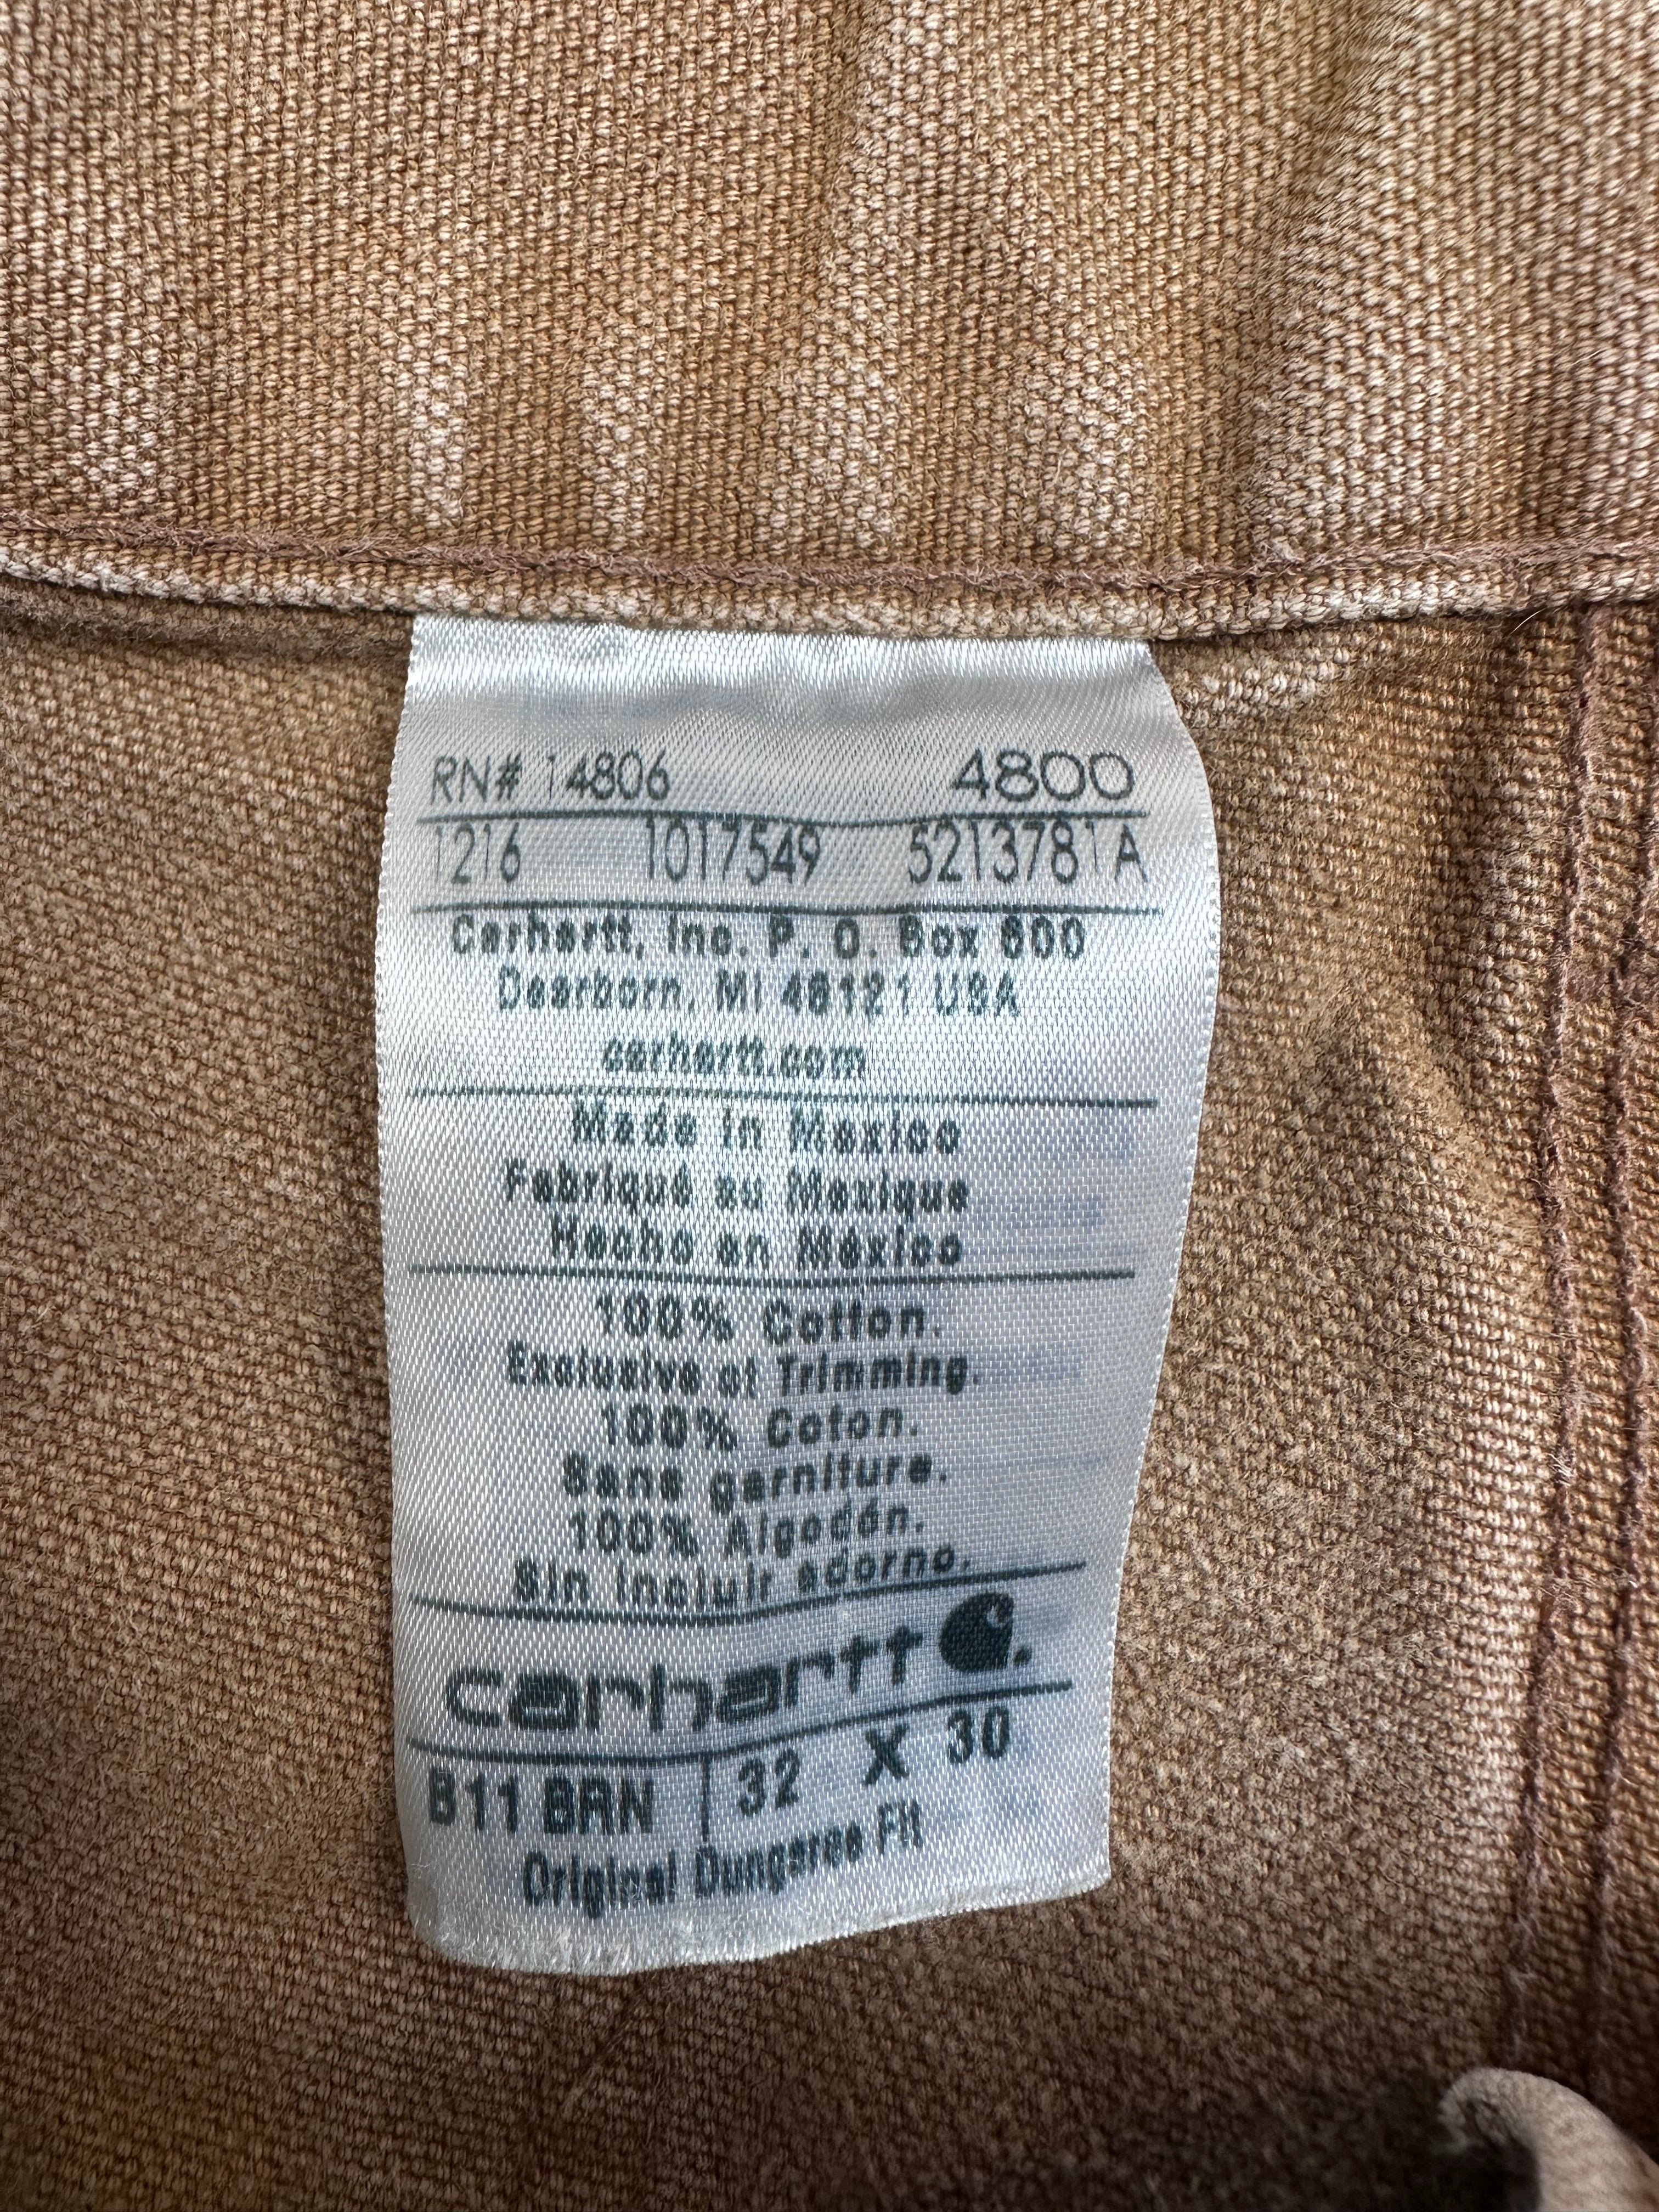 RN# 14806 4800
1216 1017549 5213781A
Carhartt, Inc. P. O. Box 600
Dearborn, MI 48121 USA
carhartt.com
Made in Mexico
Fabriqué au Mexique
Hecho en México
100% Cotton.
Exclusive of Trimming.
100% Coton.
Sans garniture.
100% Algodón.
Sin incluir adorno.
carhartt
B11 BRN 32 X 30
Original Dungaree Fit